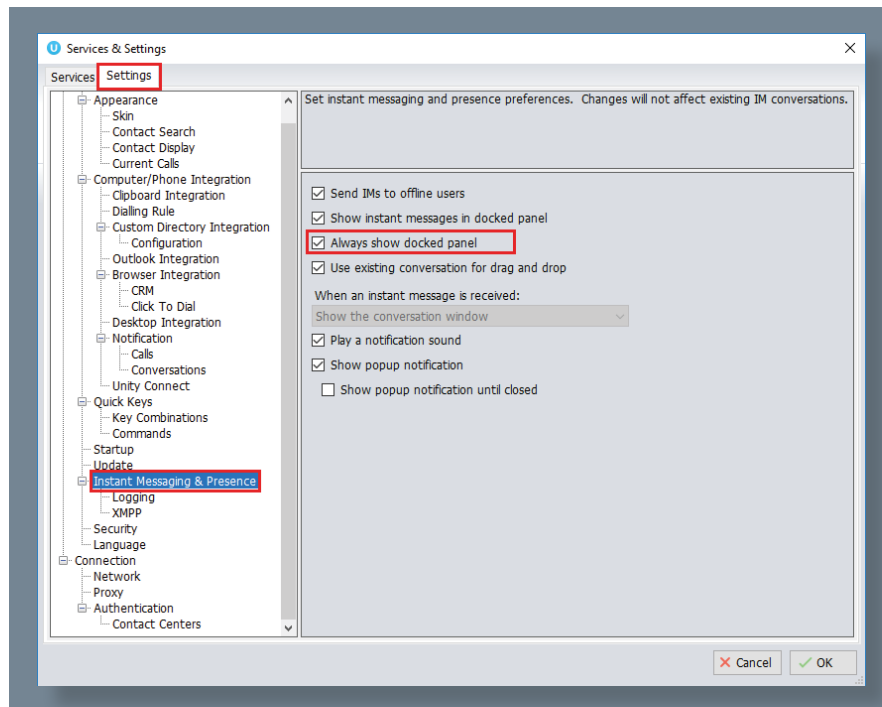 U Services & Settings
Services Settings
Appearance
Skin
Contact Search
Contact Display
Current Calls
Computer/Phone Integration
Clipboard Integration
Dialling Rule
Custom Directory Integration
Configuration
Outlook Integration
Browser Integration
CRM
Click To Dial
Desktop Integration
Notification
Calls
Conversations
Unity Connect
Quick Keys
Key Combinations
Commands
Startup
Update
Instant Messaging & Presence
Logging
XMPP
Security
Language
Connection
Network
Proxy
Authentication
Contact Centers
Set instant messaging and presence preferences. Changes will not affect existing IM conversations.
Send IMs to offline users
Show instant messages in docked panel
Always show docked panel
Use existing conversation for drag and drop
When an instant message is received:
Show the conversation window
Play a notification sound
Show popup notification
Show popup notification until closed
Cancel OK